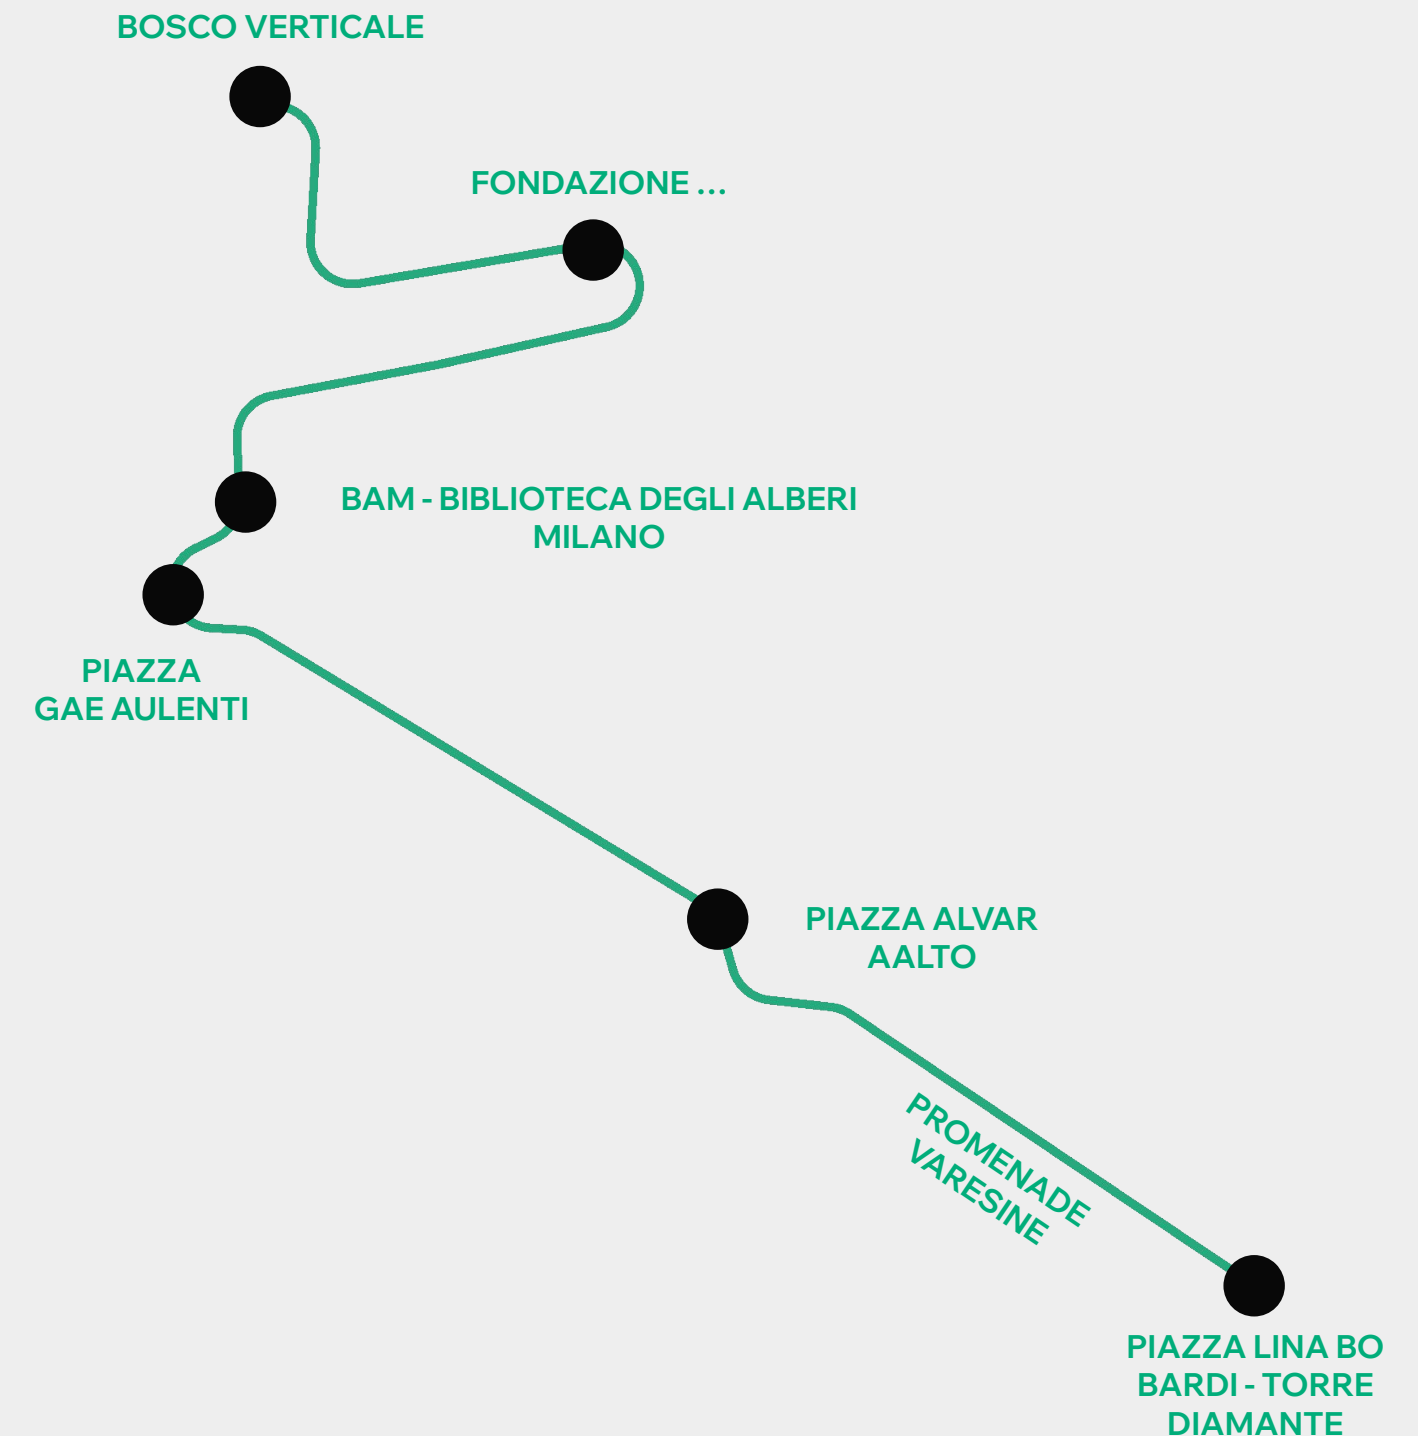 BOSCO VERTICALE
FONDAZIONE ...
BAM - BIBLIOTECA DEGLI ALBERI
MILANO
PIAZZA
GAE AULENTI
PIAZZA ALVAR
AALTO
PROMENADE
VARESINE
PIAZZA LINA BO
BARDI - TORRE
DIAMANTE